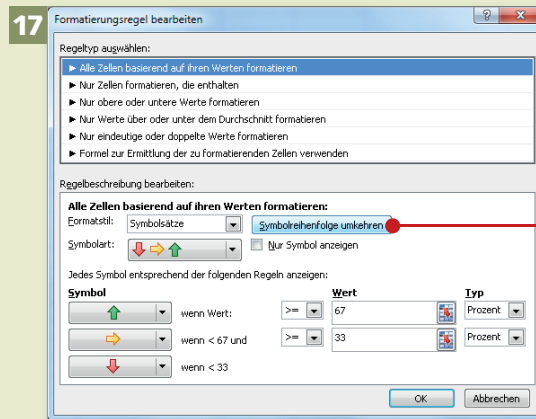 17
Formatierungsregel bearbeiten
Regeltyp auswählen:
► Alle Zellen basierend auf ihren Werten formatieren
► Nur Zellen formatieren, die enthalten
► Nur obere oder untere Werte formatieren
► Nur Werte über oder unter dem Durchschnitt formatieren
► Nur eindeutige oder doppelte Werte formatieren
► Formel zur Ermittlung der zu formatierenden Zellen verwenden
Regelbeschreibung bearbeiten:
Alle Zellen basierend auf ihren Werten formatieren:
Formatstil: Symbolsätze Symbolreihenfolge umkehren
Symbolart: Nur Symbol anzeigen
Jedes Symbol entsprechend der folgenden Regeln anzeigen:
Symbol Wert Typ
wenn Wert: >= 67 Prozent
wenn < 67 und >= 33 Prozent
wenn < 33
OK Abbrechen